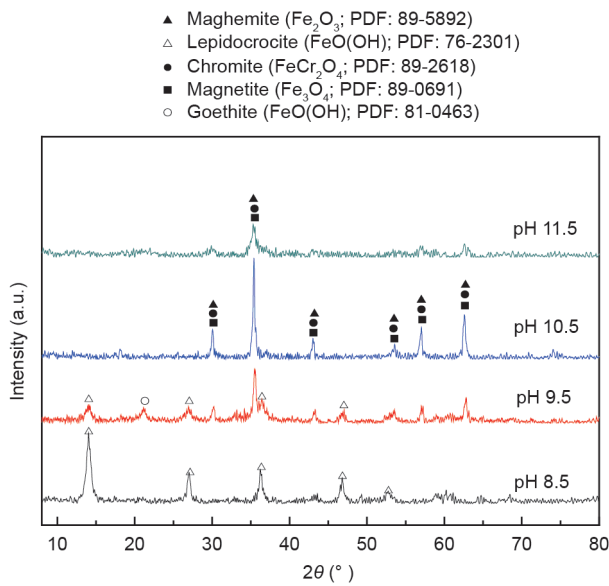 ▲ Maghemite (Fe₂O₃; PDF: 89-5892)
△ Lepidocrocite (FeO(OH); PDF: 76-2301)
● Chromite (FeCr₂O₄; PDF: 89-2618)
■ Magnetite (Fe₃O₄; PDF: 89-0691)
○ Goethite (FeO(OH); PDF: 81-0463)
pH 11.5
pH 10.5
pH 9.5
pH 8.5
Intensity (a.u.)
10 20 30 40 50 60 70 80
2θ (°)